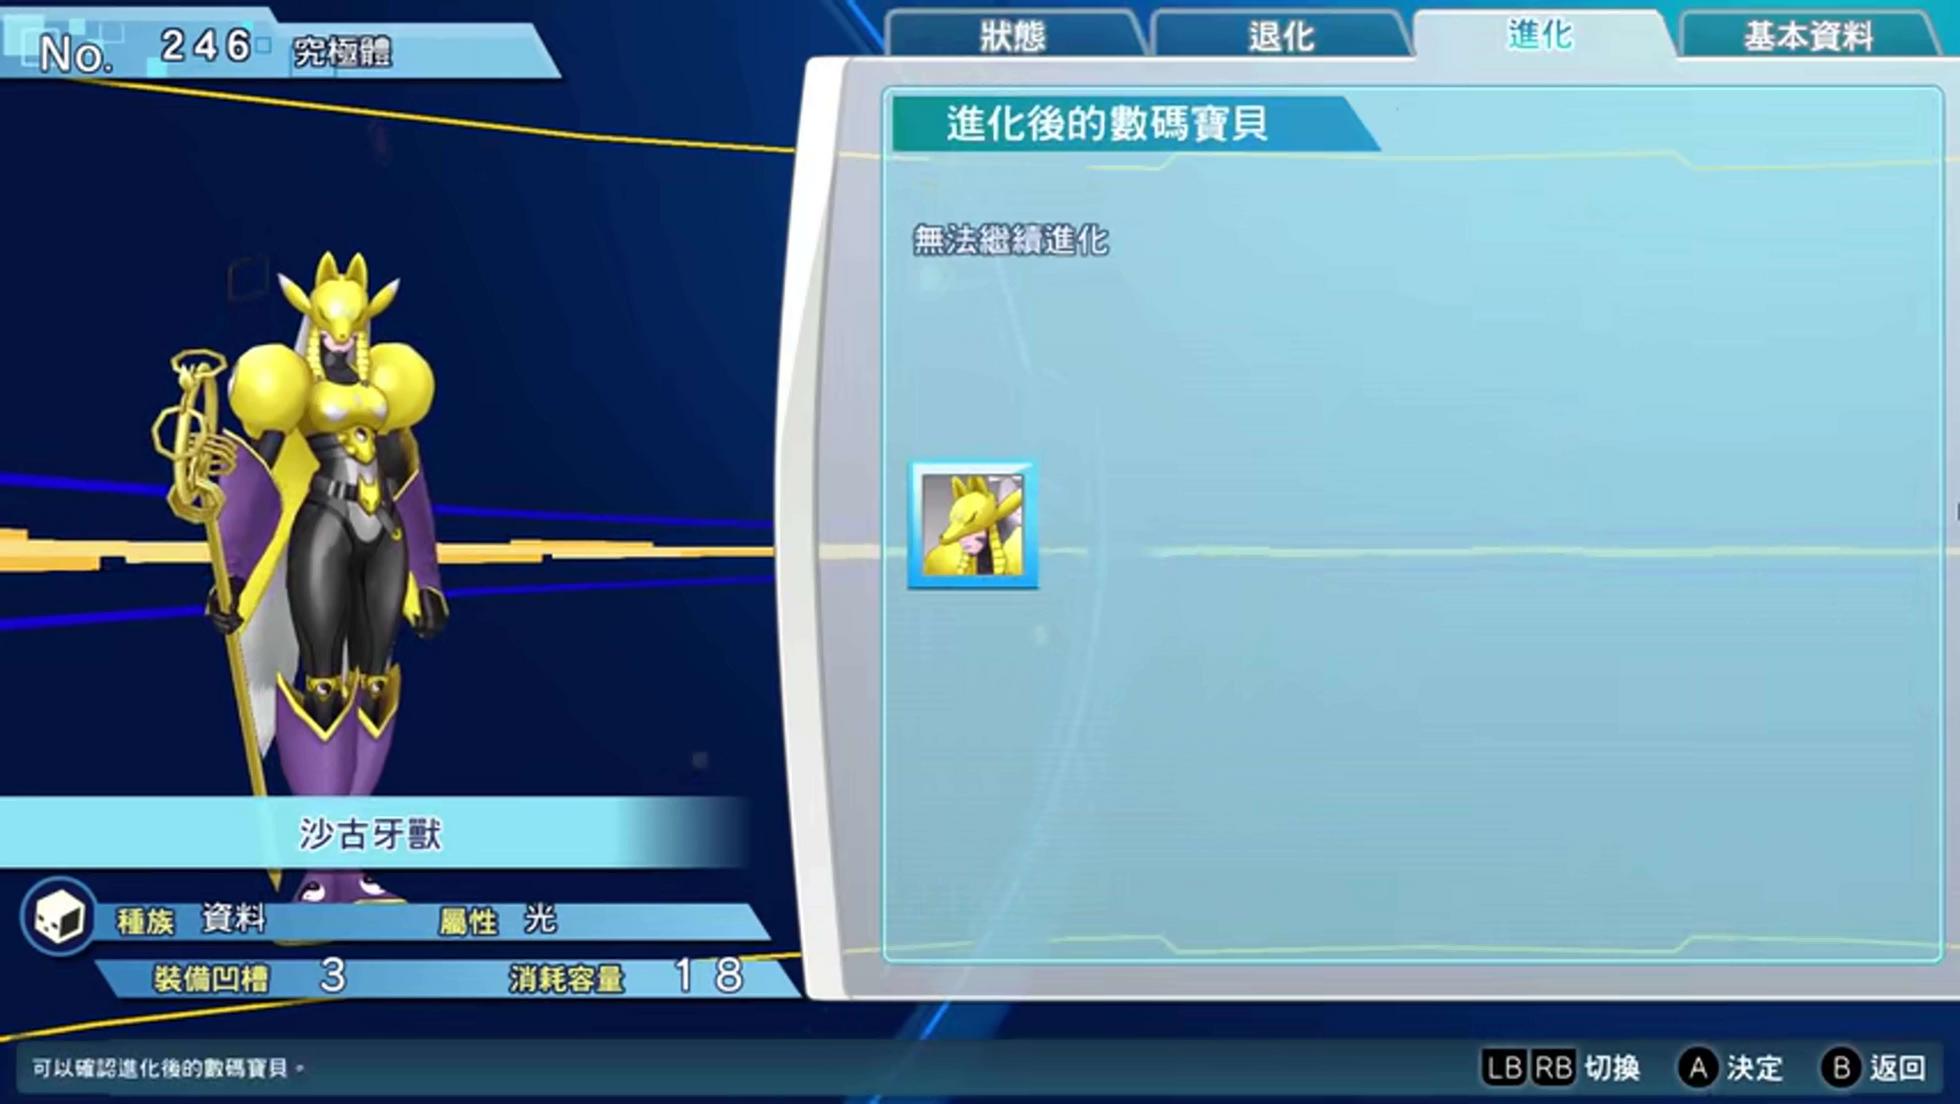 No. 246 究極體
狀態 退化 進化 基本資料
進化後的數碼寶貝
無法繼續進化
沙古牙獸
種族 資料 屬性 光
裝備凹槽 3 消耗容量 18
可以確認進化後的數碼寶貝。
LB RB 切換 A 決定 B 返回